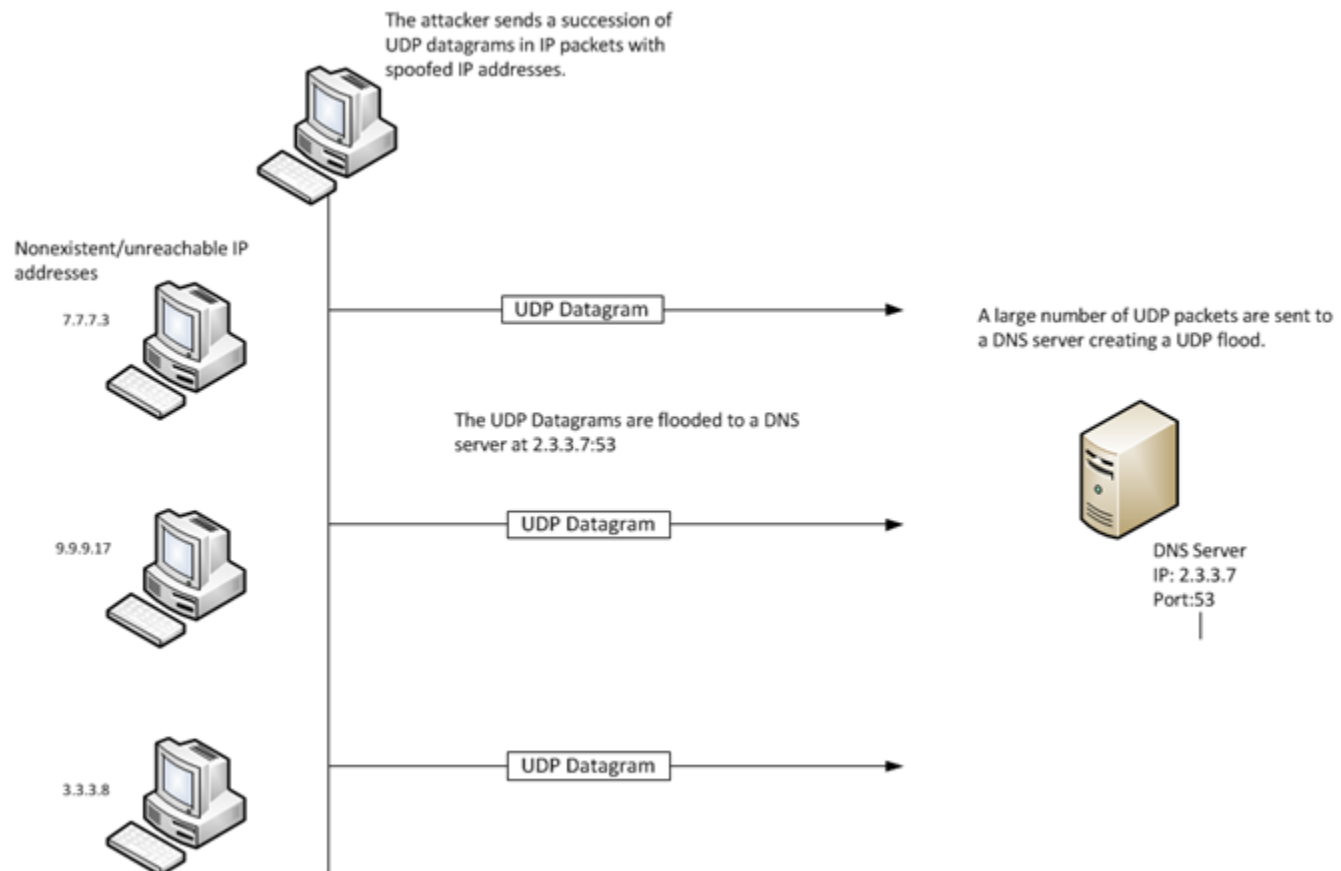 The attacker sends a succession of
UDP datagrams in IP packets with
spoofed IP addresses.
Nonexistent/unreachable IP
addresses
7.7.7.3
UDP Datagram
A large number of UDP packets are sent to
a DNS server creating a UDP flood.
The UDP Datagrams are flooded to a DNS
server at 2.3.3.7:53
9.9.9.17
UDP Datagram
DNS Server
IP: 2.3.3.7
Port:53
3.3.3.8
UDP Datagram